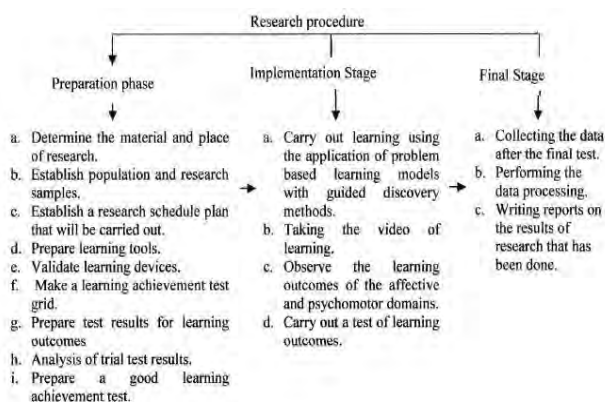 Research procedure
Preparation phase
a. Determine the material and place
of research.
b. Establish population and research
samples.
c. Establish a research schedule plan
that will be carried out.
d. Prepare learning tools.
e. Validate learning devices.
f. Make a learning achievement test
grid.
g. Prepare test results for learning
outcomes
h. Analysis of trial test results.
i. Prepare a good learning
achievement test.
Implementation Stage
a. Carry out learning using
the application of problem
based learning models
with guided discovery
methods.
b. Taking the video of
learning.
c. Observe the learning
outcomes of the affective
and psychomotor domains.
d. Carry out a test of learning
outcomes.
Final Stage
a. Collecting the data
after the final test.
b. Performing the
data processing.
c. Writing reports on
the results of
research that has
been done.